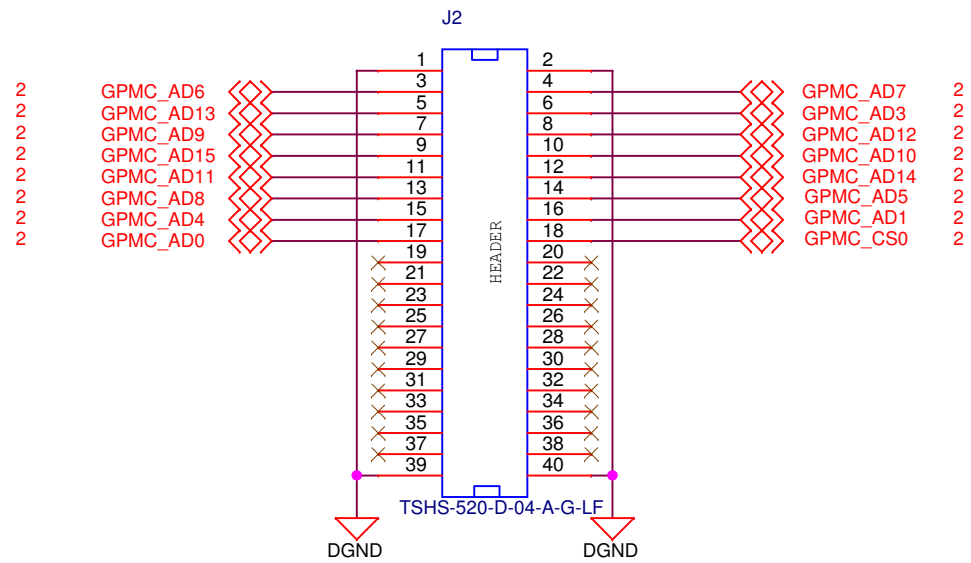 J2
1 2
2 GPMC_AD6 3 4 GPMC_AD7 2
2 GPMC_AD13 5 6 GPMC_AD3 2
2 GPMC_AD9 7 8 GPMC_AD12 2
2 GPMC_AD15 9 10 GPMC_AD10 2
2 GPMC_AD11 11 12 GPMC_AD14 2
2 GPMC_AD8 13 14 GPMC_AD5 2
2 GPMC_AD4 15 16 GPMC_AD1 2
2 GPMC_AD0 17 18 GPMC_CS0 2
19 20
21 22
23 24
25 26
27 28
29 30
31 32
33 34
35 36
37 38
39 40
HEADER
TSHS-520-D-04-A-G-LF
DGND DGND